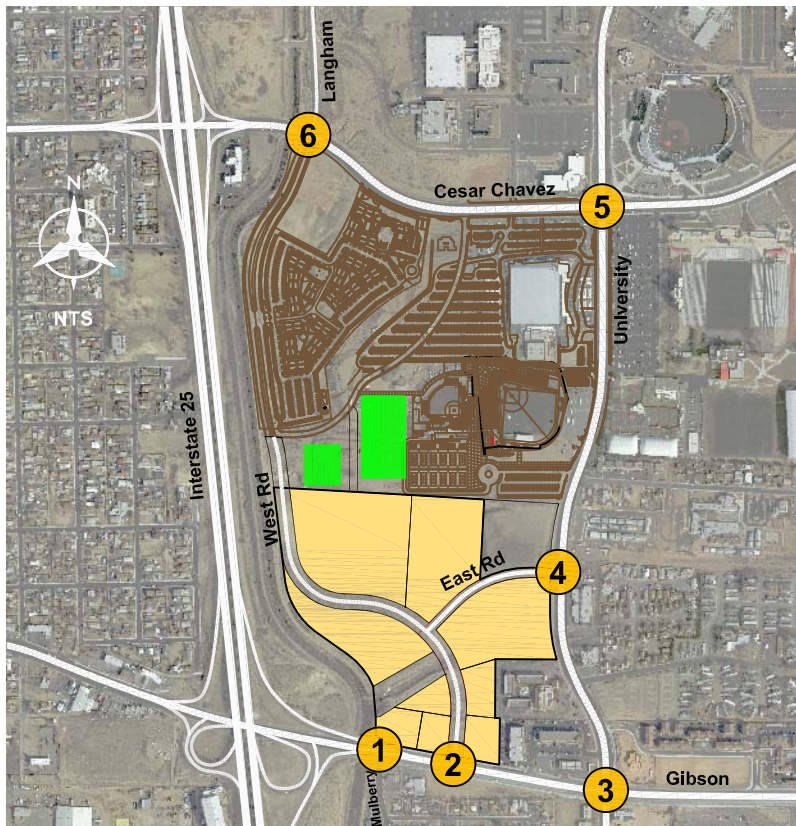 Langham
6
Cesar Chavez
5
N
NTS
University
Interstate 25
West Rd
East Rd
4
1
2
Mulberry
3
Gibson